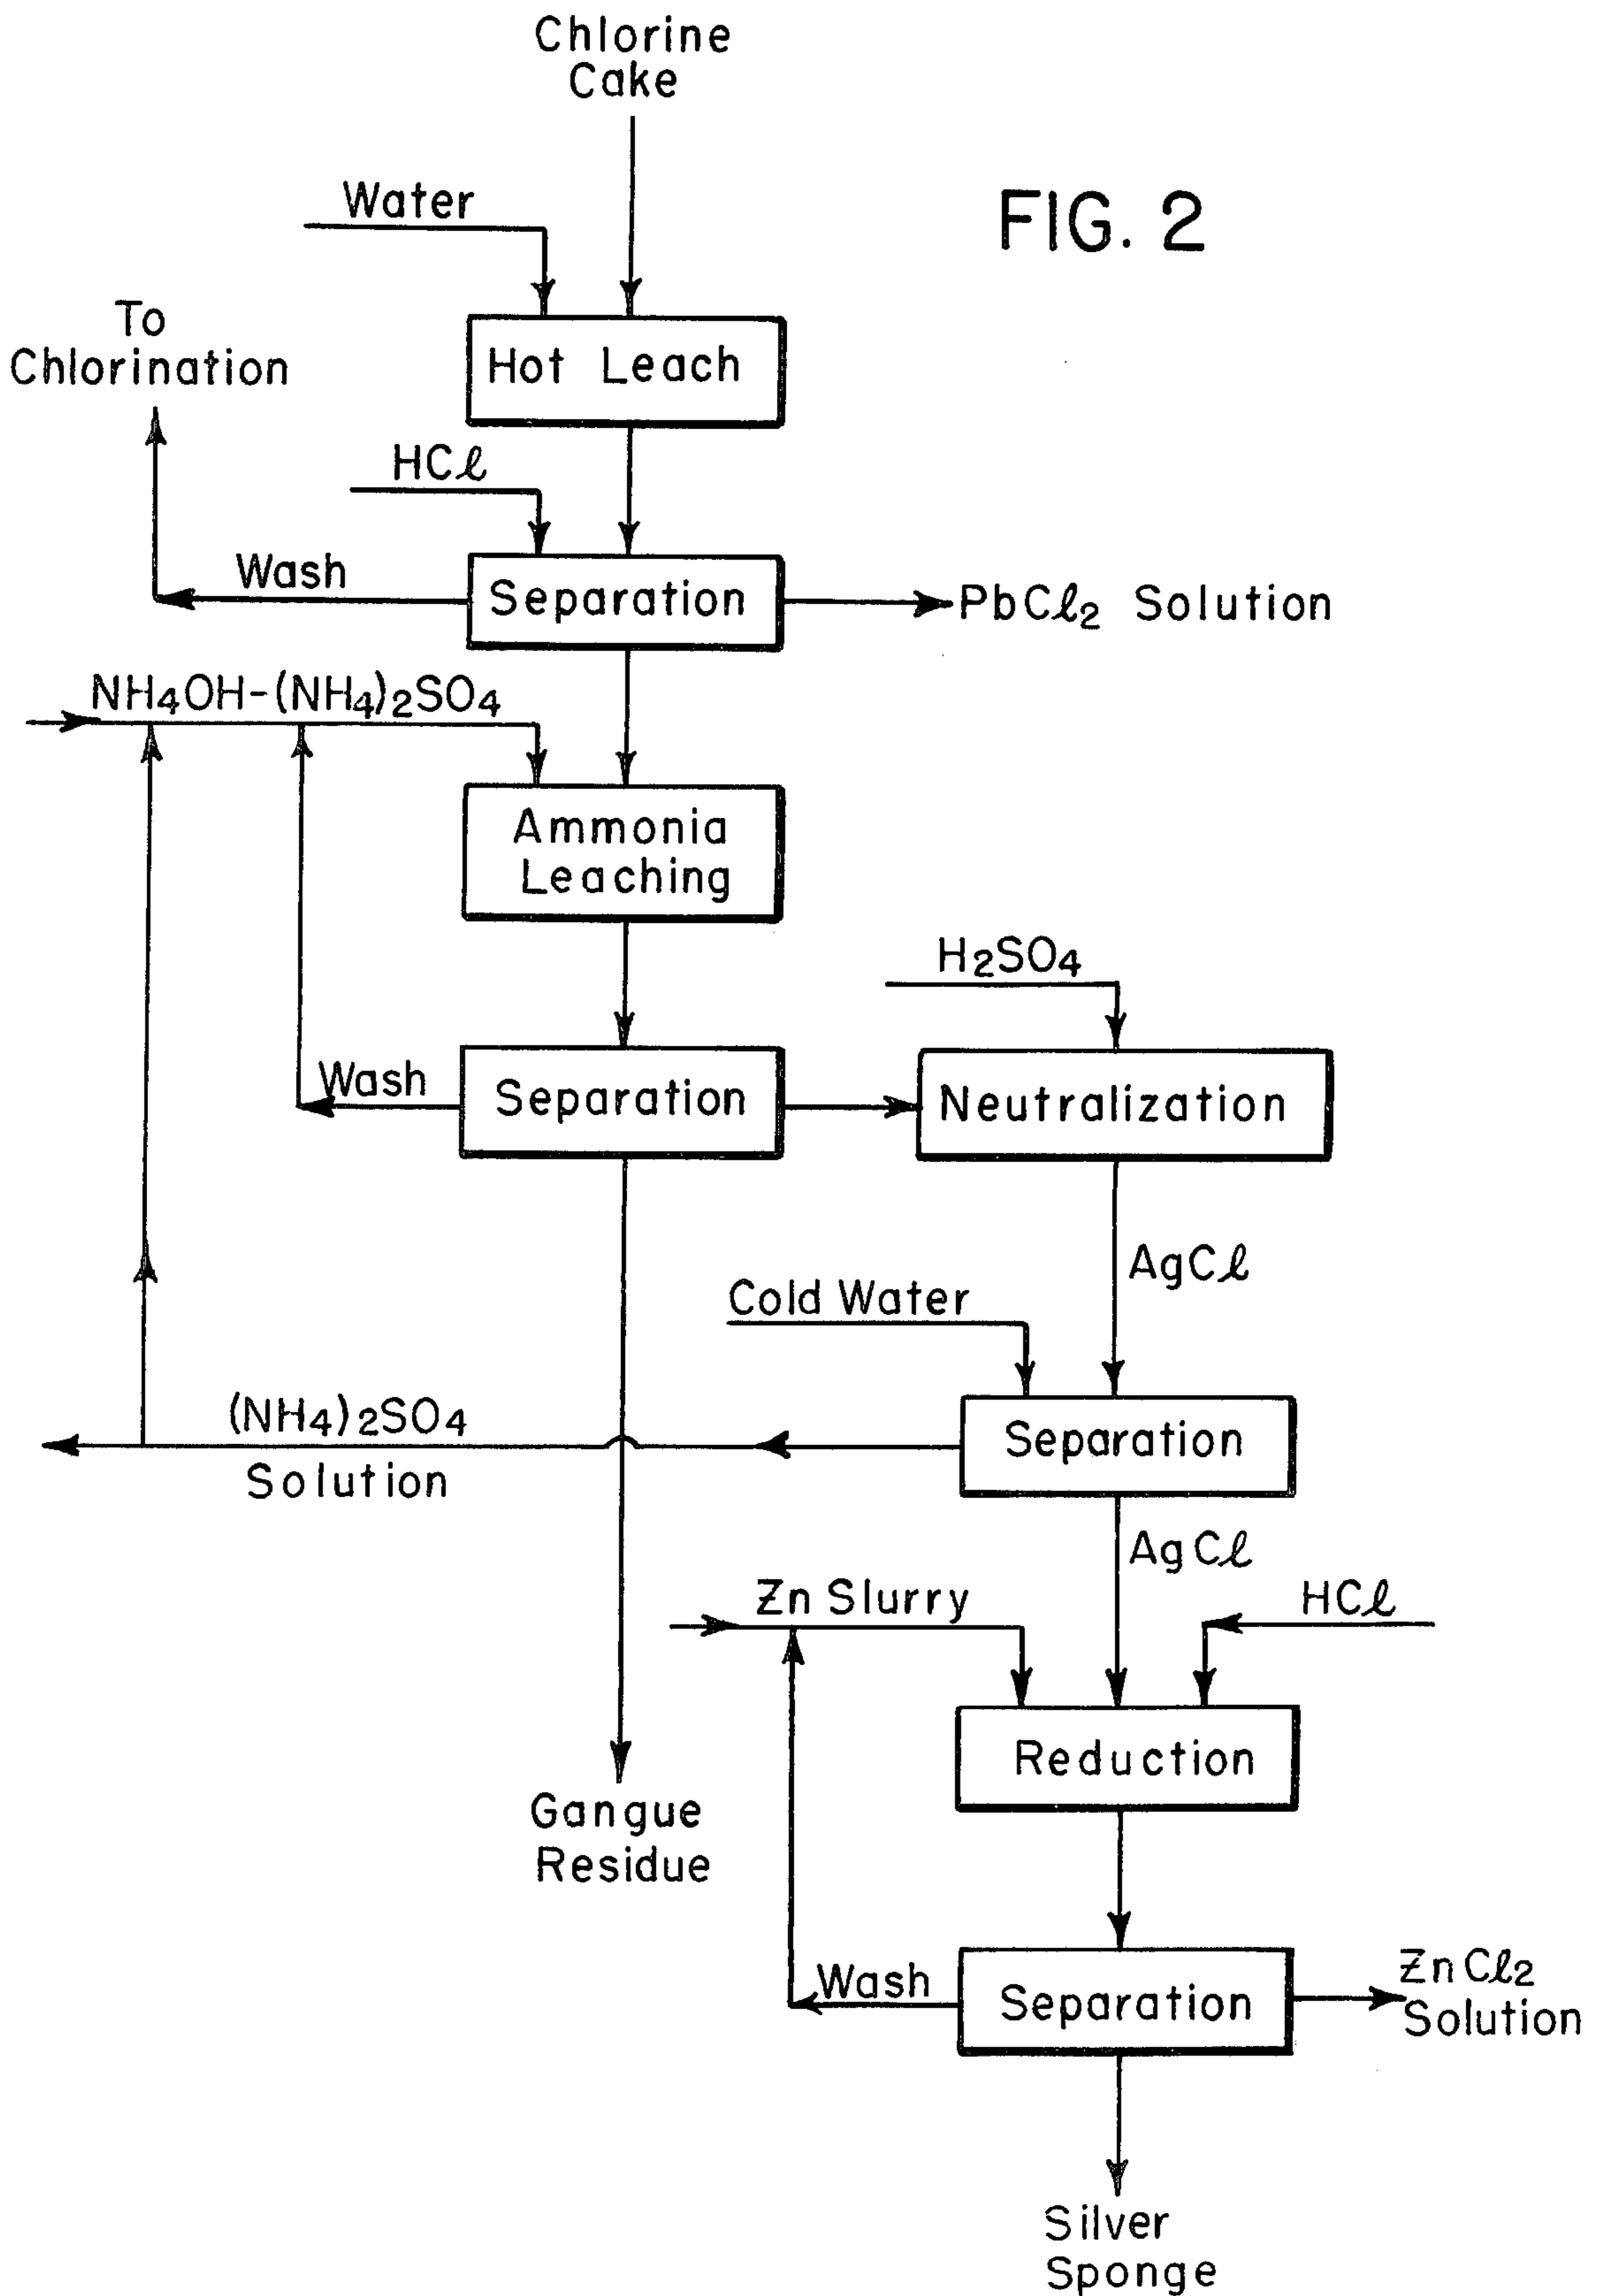 Chlorine
Cake
Water
FIG. 2
To
Chlorination
Hot Leach
HCl
Wash
Separation
PbCl2 Solution
NH4OH-(NH4)2SO4
Ammonia
Leaching
H2SO4
Wash
Separation
Neutralization
AgCl
Cold Water
(NH4)2SO4
Solution
Separation
AgCl
Zn Slurry
HCl
Reduction
Gangue
Residue
Wash
Separation
ZnCl2
Solution
Silver
Sponge